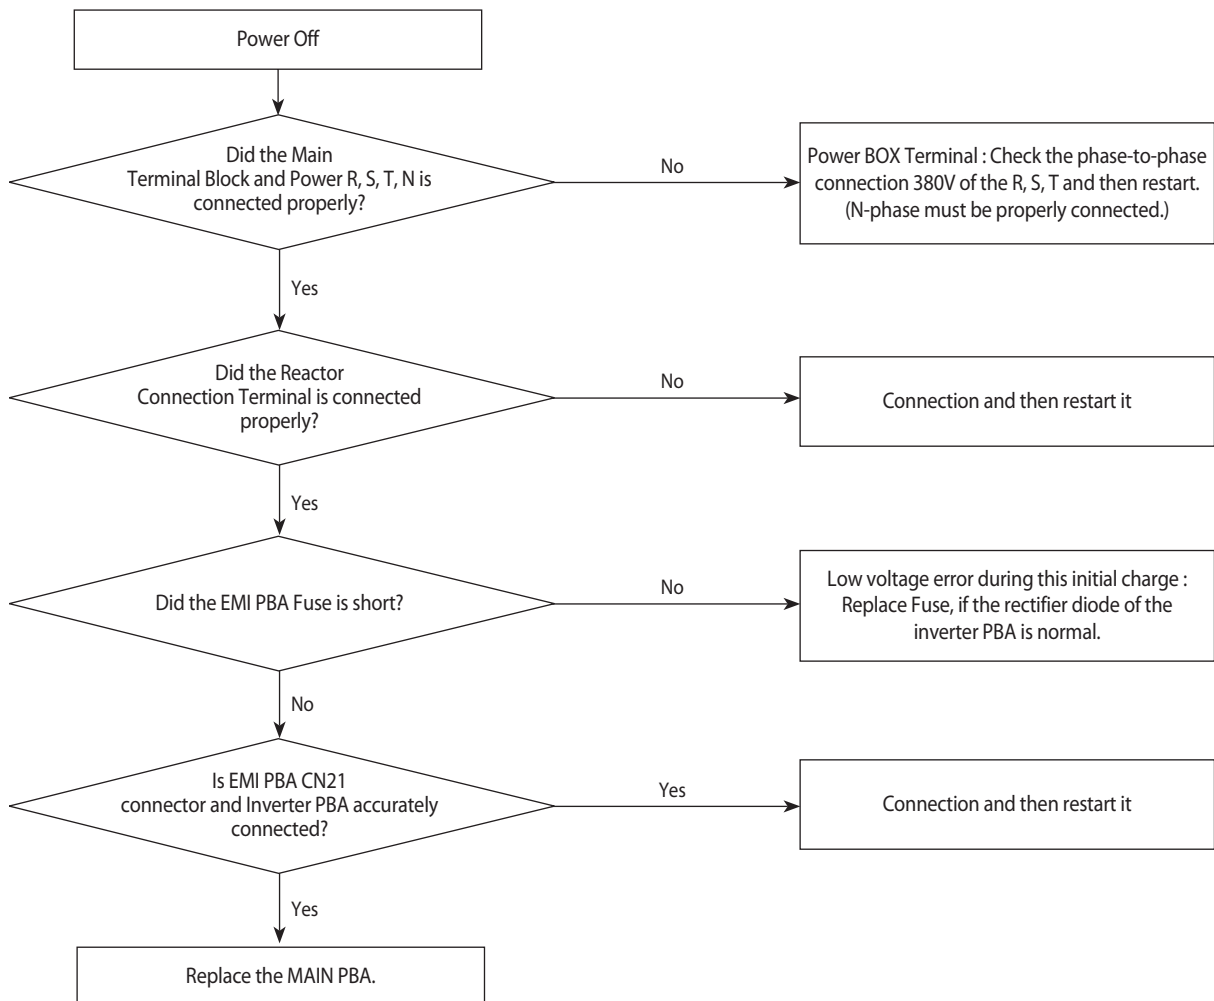 Power Off
Did the Main
Terminal Block and Power R, S, T, N is
connected properly?
No
Power BOX Terminal : Check the phase-to-phase
connection 380V of the R, S, T and then restart.
(N-phase must be properly connected.)
Yes
Did the Reactor
Connection Terminal is connected
properly?
No
Connection and then restart it
Yes
Did the EMI PBA Fuse is short?
No
Low voltage error during this initial charge :
Replace Fuse, if the rectifier diode of the
inverter PBA is normal.
No
Is EMI PBA CN21
connector and Inverter PBA accurately
connected?
Yes
Connection and then restart it
Yes
Replace the MAIN PBA.